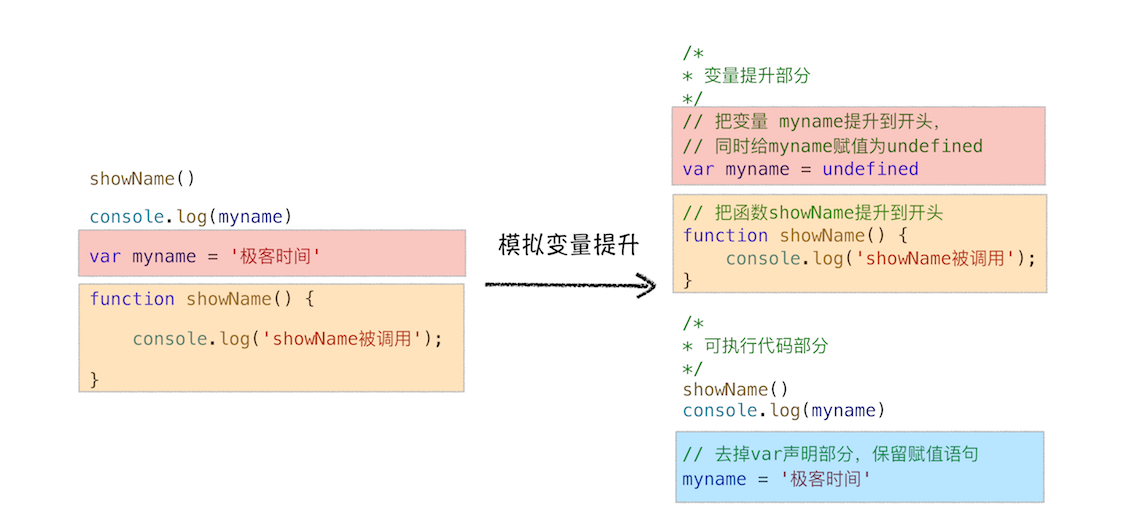 showName()
console.log(myname)
var myname = '极客时间'
function showName() {
console.log('showName被调用');
}
模拟变量提升
/*
* 变量提升部分
*/
// 把变量 myname提升到开头,
// 同时给myname赋值为undefined
var myname = undefined
// 把函数showName提升到开头
function showName() {
console.log('showName被调用');
}
/*
* 可执行代码部分
*/
showName()
console.log(myname)
// 去掉var声明部分，保留赋值语句
myname = '极客时间'